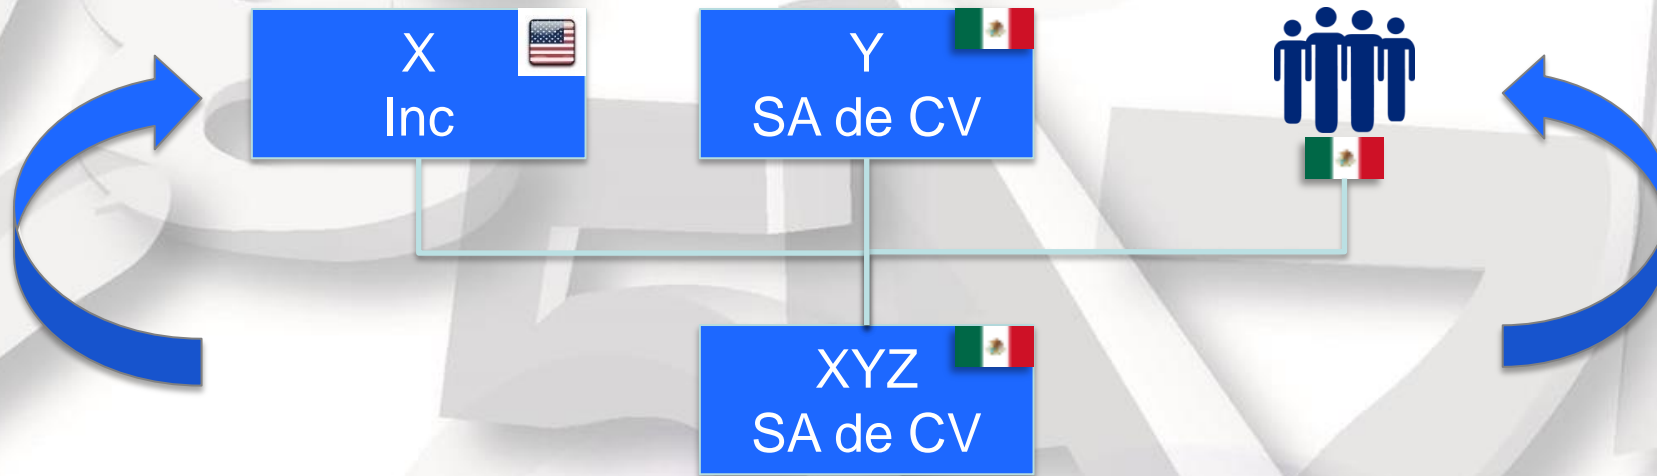 X
Inc
Y
SA de CV
XYZ
SA de CV